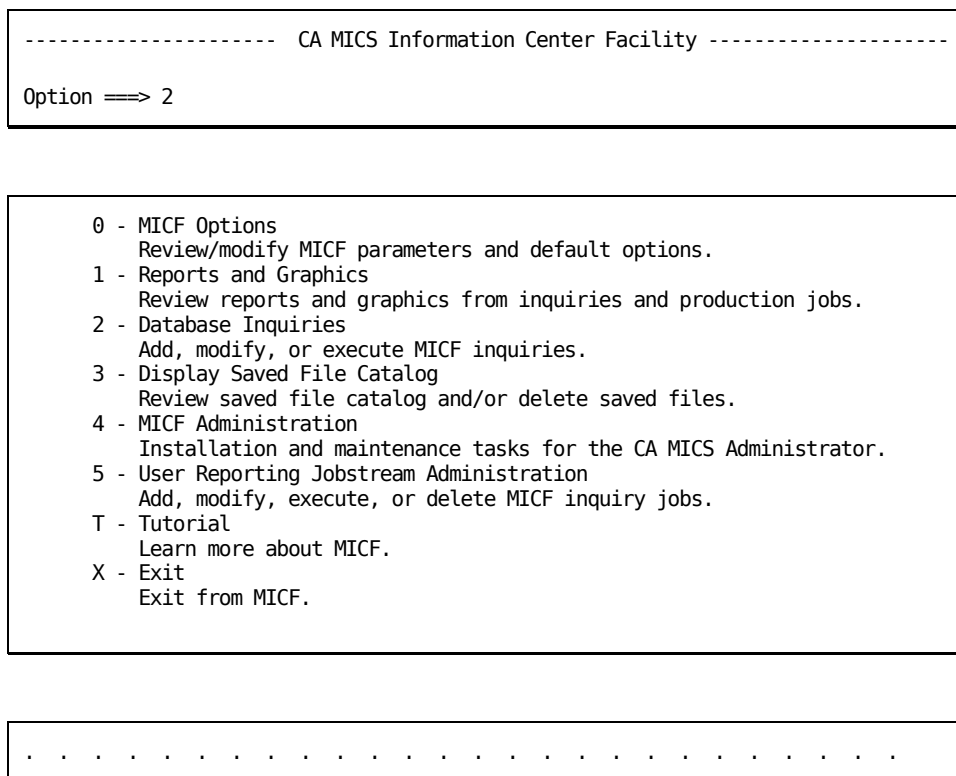 ---------------------- CA MICS Information Center Facility ---------------------
Option ===> 2
0 - MICF Options
Review/modify MICF parameters and default options.
1 - Reports and Graphics
Review reports and graphics from inquiries and production jobs.
2 - Database Inquiries
Add, modify, or execute MICF inquiries.
3 - Display Saved File Catalog
Review saved file catalog and/or delete saved files.
4 - MICF Administration
Installation and maintenance tasks for the CA MICS Administrator.
5 - User Reporting Jobstream Administration
Add, modify, execute, or delete MICF inquiry jobs.
T - Tutorial
Learn more about MICF.
X - Exit
Exit from MICF.
. . . . . . . . . . . . . . . . . . . . . . . . . .